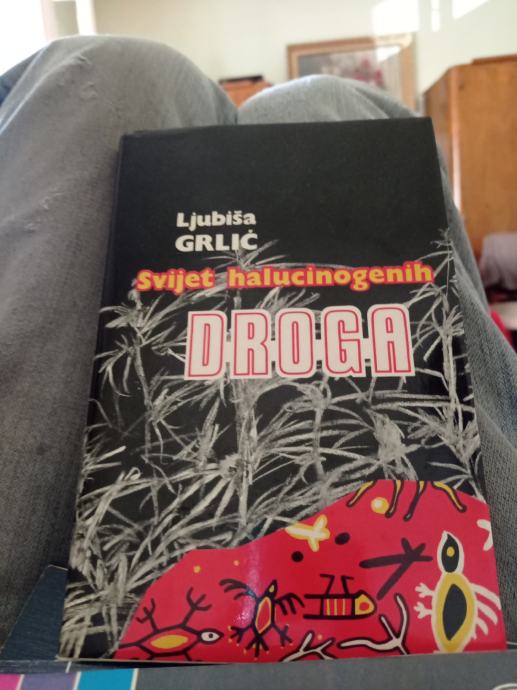 Ljubiša
GRLIĆ
Svijet halucinogenih
DROGA